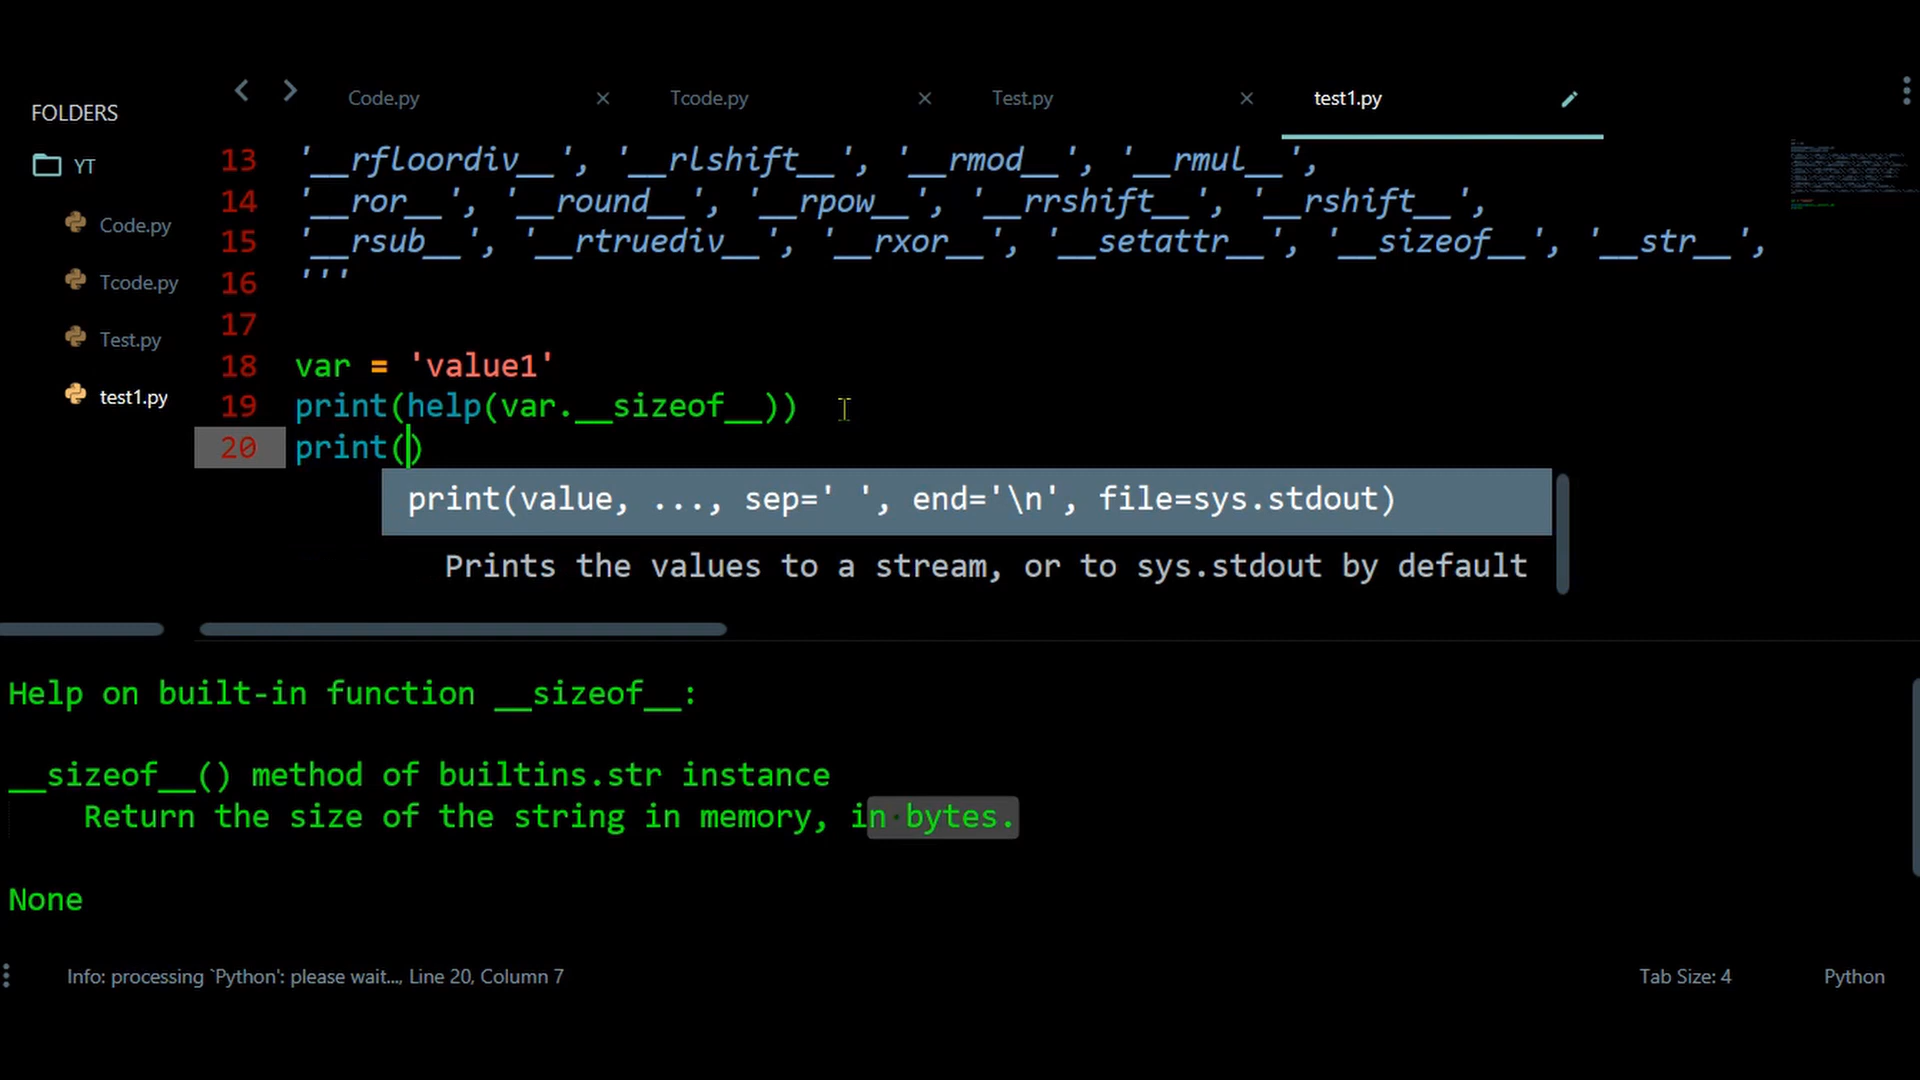 FOLDERS
YT
Code.py
Tcode.py
Test.py
test1.py
Code.py × Tcode.py × Test.py × test1.py
13 '__rfloordiv__', '__rlshift__', '__rmod__', '__rmul__',
14 '__ror__', '__round__', '__rpow__', '__rrshift__', '__rshift__',
15 '__rsub__', '__rtruediv__', '__rxor__', '__setattr__', '__sizeof__', '__str__',
16 '''
17
18 var = 'value1'
19 print(help(var.__sizeof__))
20 print()
print(value, ..., sep=' ', end='\n', file=sys.stdout)
Prints the values to a stream, or to sys.stdout by default
Help on built-in function __sizeof__:
__sizeof__() method of builtins.str instance
Return the size of the string in memory, in bytes.
None
Info: processing `Python': please wait..., Line 20, Column 7
Tab Size: 4
Python